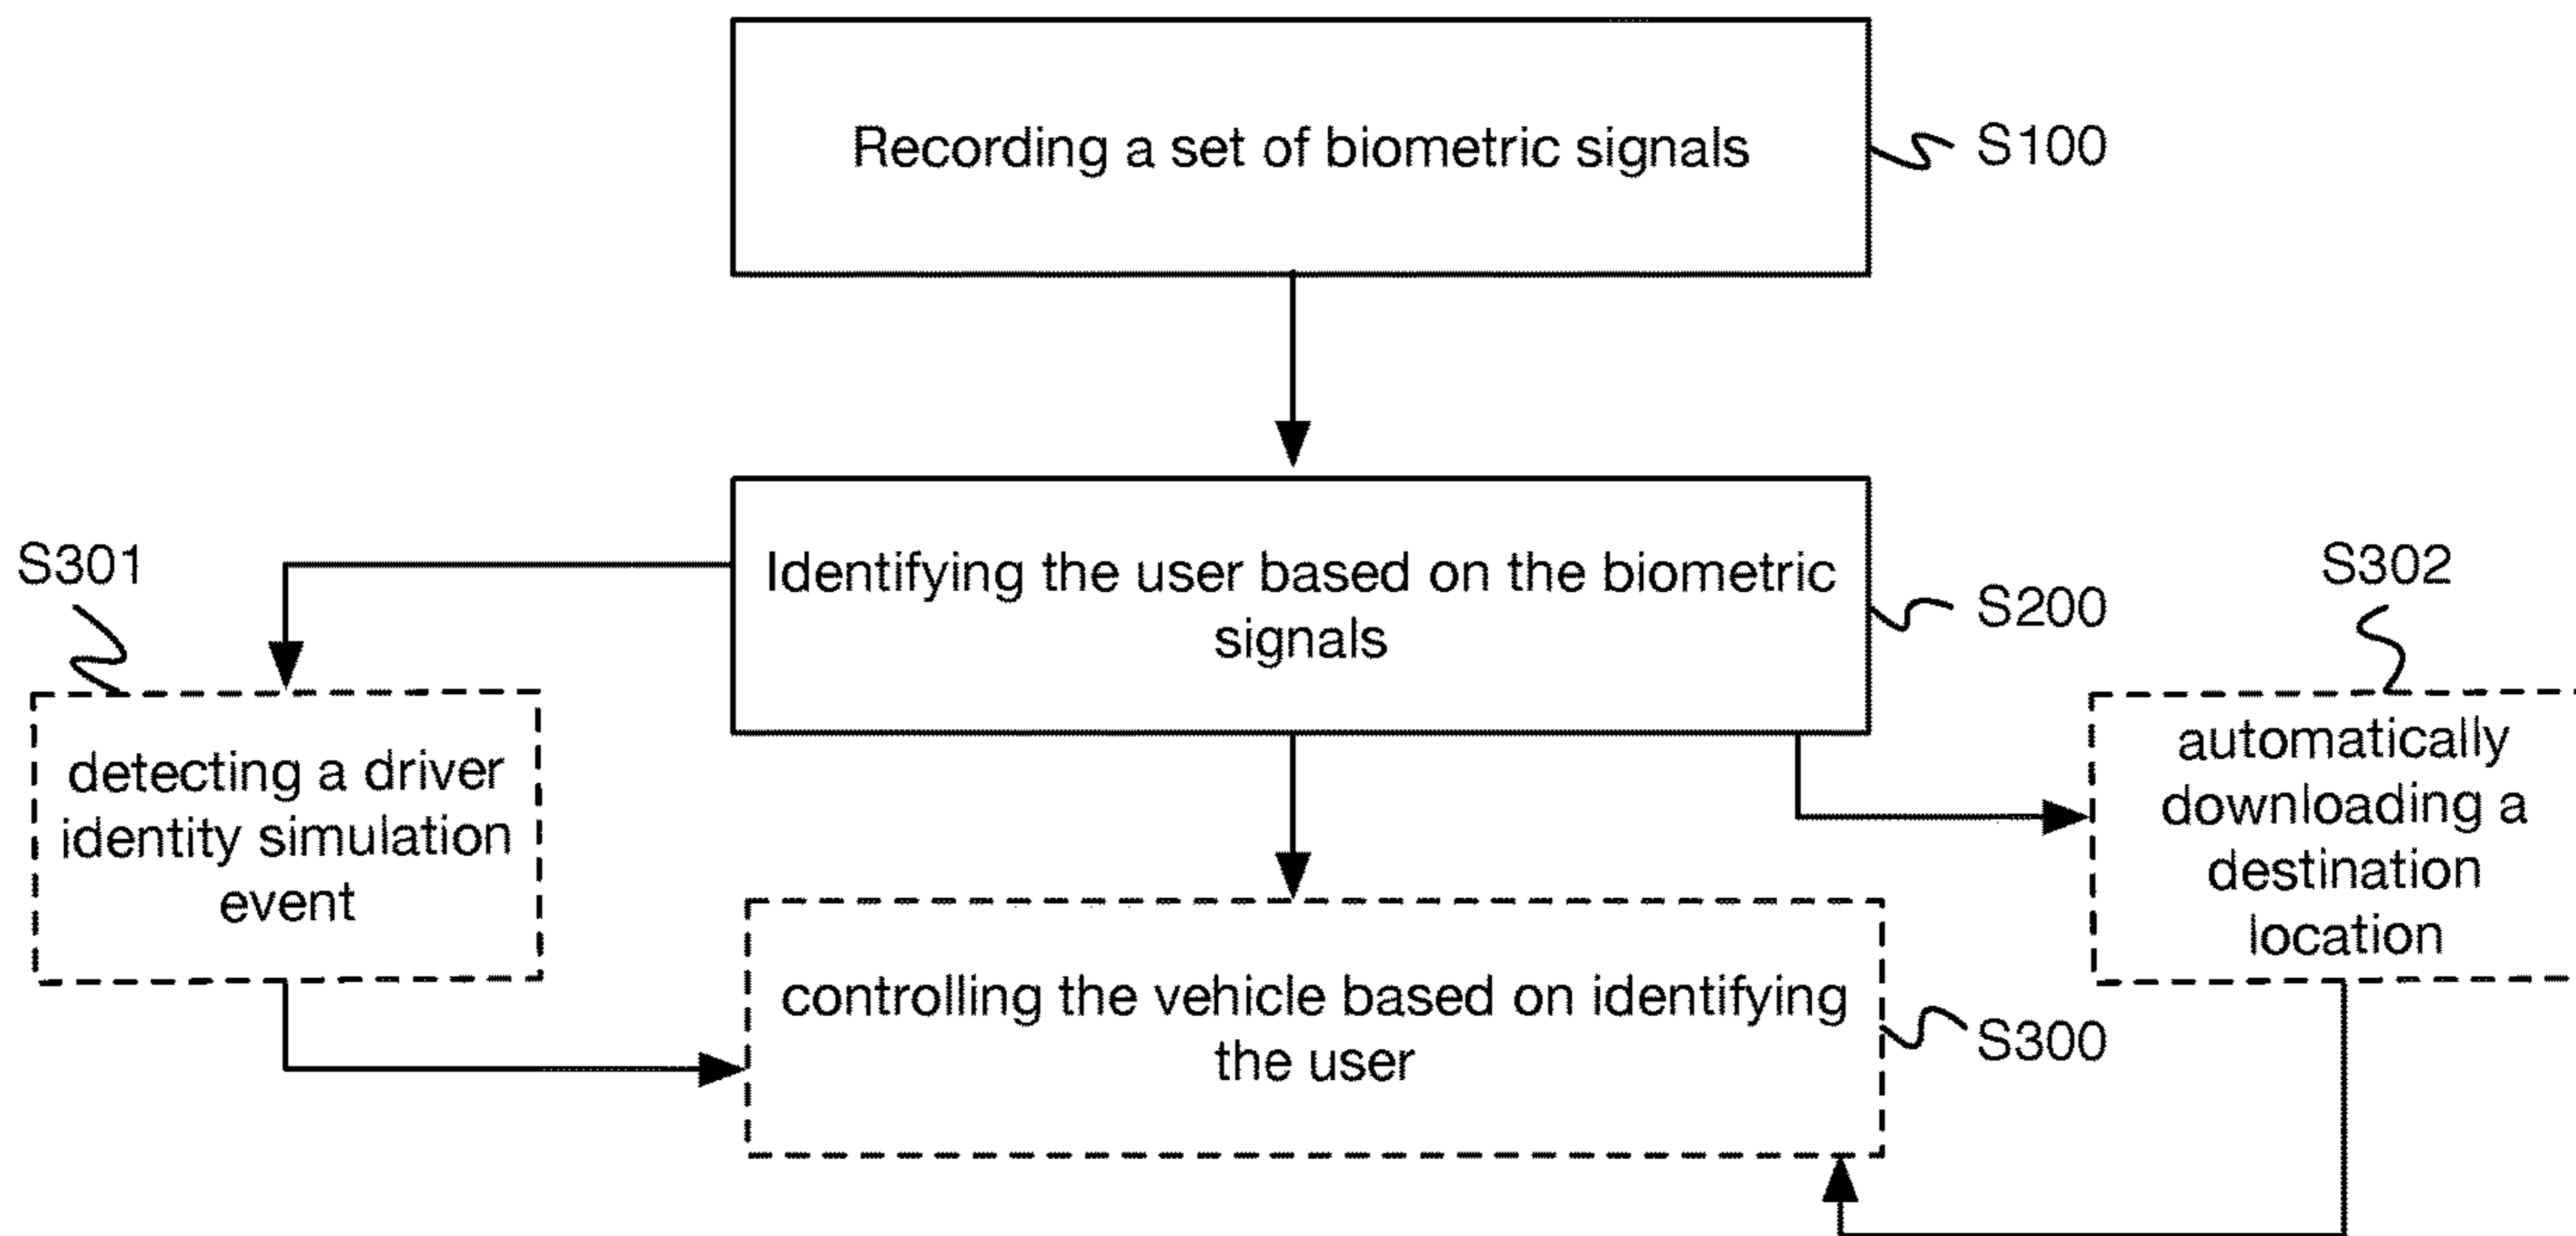 Recording a set of biometric signals
S100
Identifying the user based on the biometric
signals
S200
S301
S302
detecting a driver
identity simulation
event
automatically
downloading a
destination
location
controlling the vehicle based on identifying
the user
S300